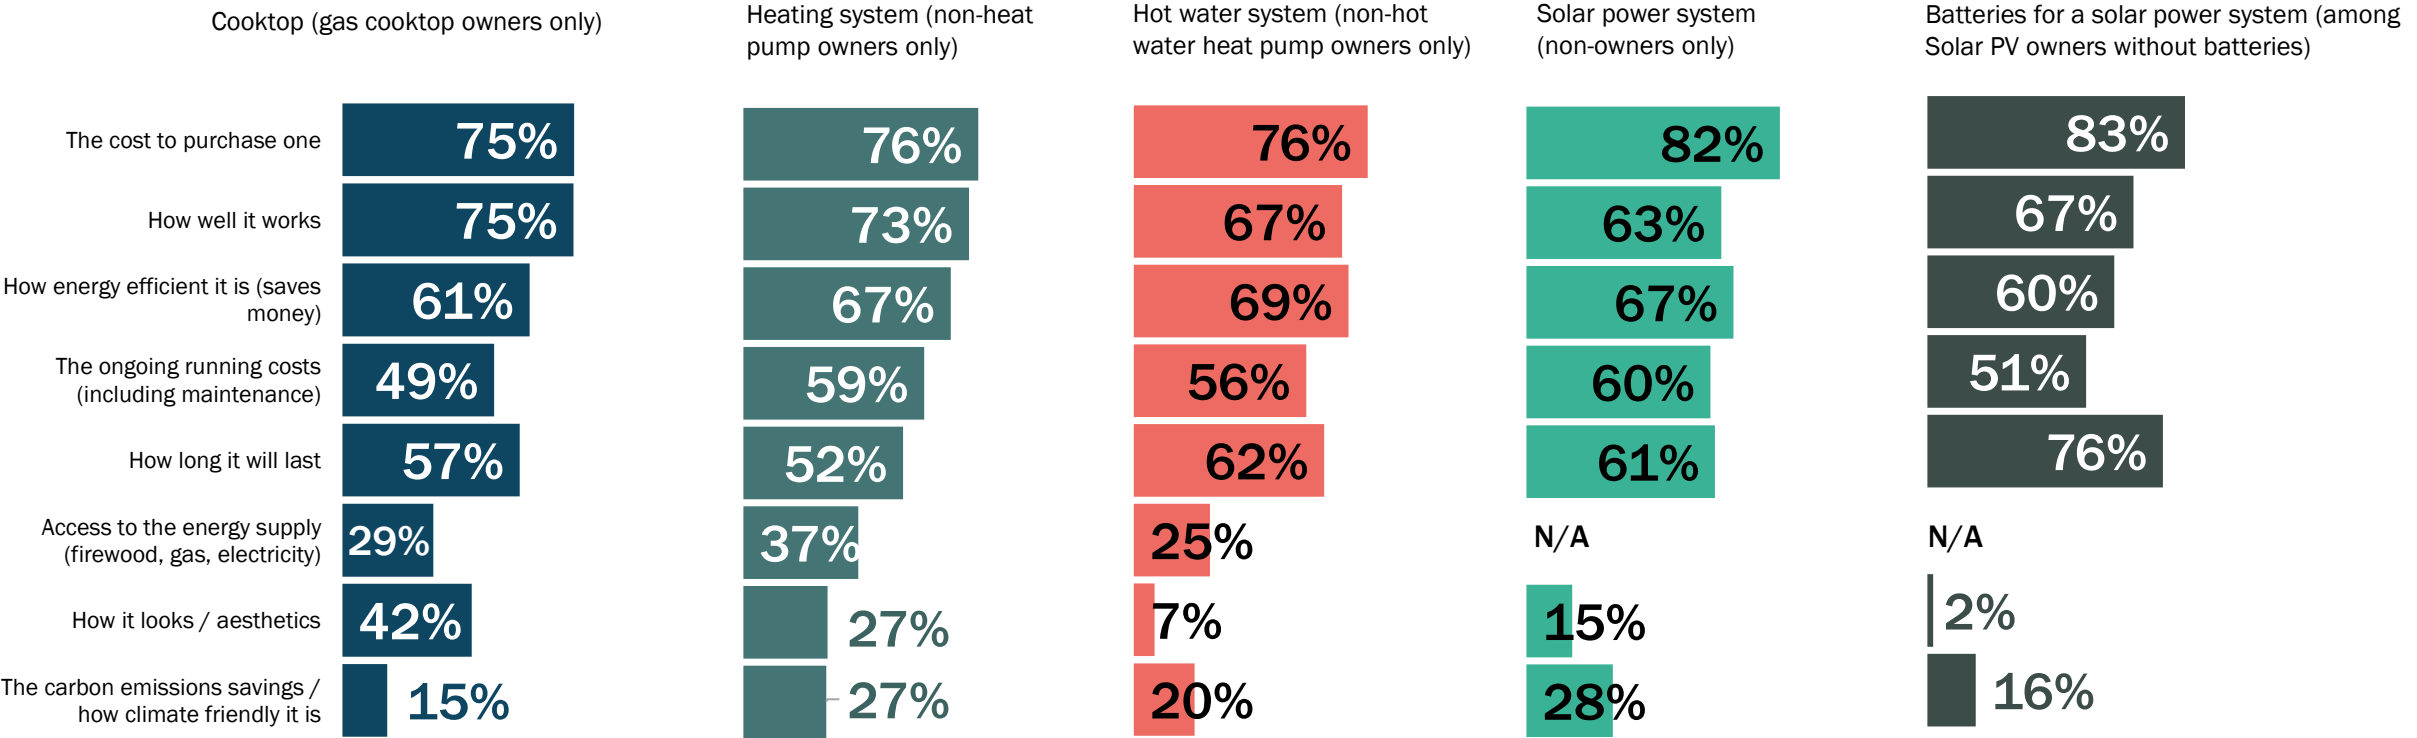 Cooktop (gas cooktop owners only)
Heating system (non-heat
pump owners only)
Hot water system (non-hot
water heat pump owners only)
Solar power system
(non-owners only)
Batteries for a solar power system (among
Solar PV owners without batteries)
The cost to purchase one
75%
76%
76%
82%
83%
How well it works
75%
73%
67%
63%
67%
How energy efficient it is (saves
money)
61%
67%
69%
67%
60%
The ongoing running costs
(including maintenance)
49%
59%
56%
60%
51%
How long it will last
57%
52%
62%
61%
76%
Access to the energy supply
(firewood, gas, electricity)
29%
37%
25%
N/A
N/A
How it looks / aesthetics
42%
27%
7%
15%
2%
The carbon emissions savings /
how climate friendly it is
15%
27%
20%
28%
16%